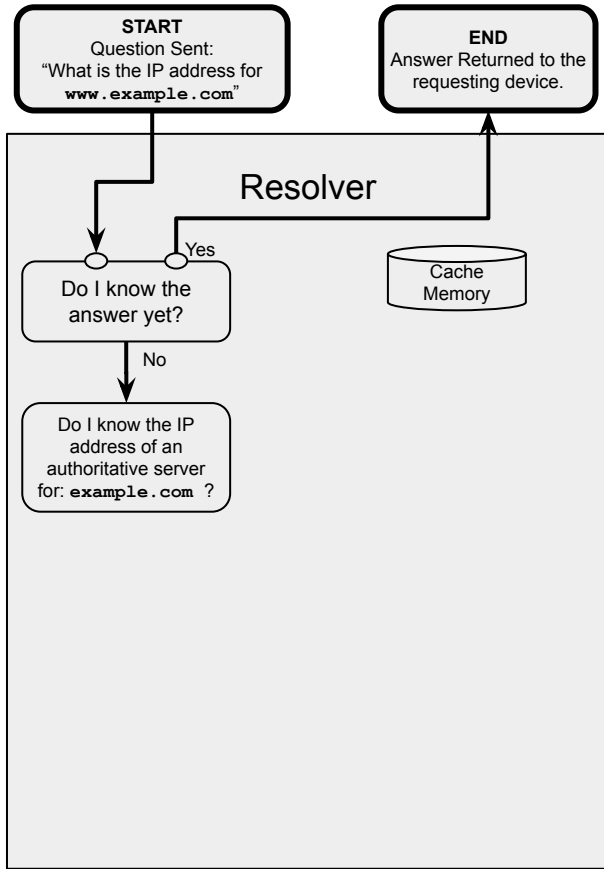 START
Question Sent:
“What is the IP address for
www.example.com”
END
Answer Returned to the
requesting device.
Resolver
Yes
Do I know the
answer yet?
Cache
Memory
No
Do I know the IP
address of an
authoritative server
for: example.com ?